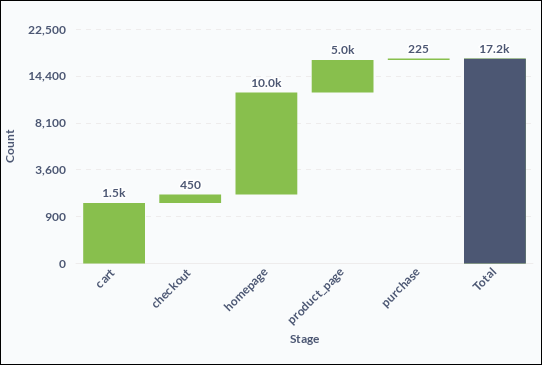 22,500
14,400
8,100
3,600
900
0
Count
1.5k
450
10.0k
5.0k
225
17.2k
cart
checkout
homepage
product_page
purchase
Total
Stage